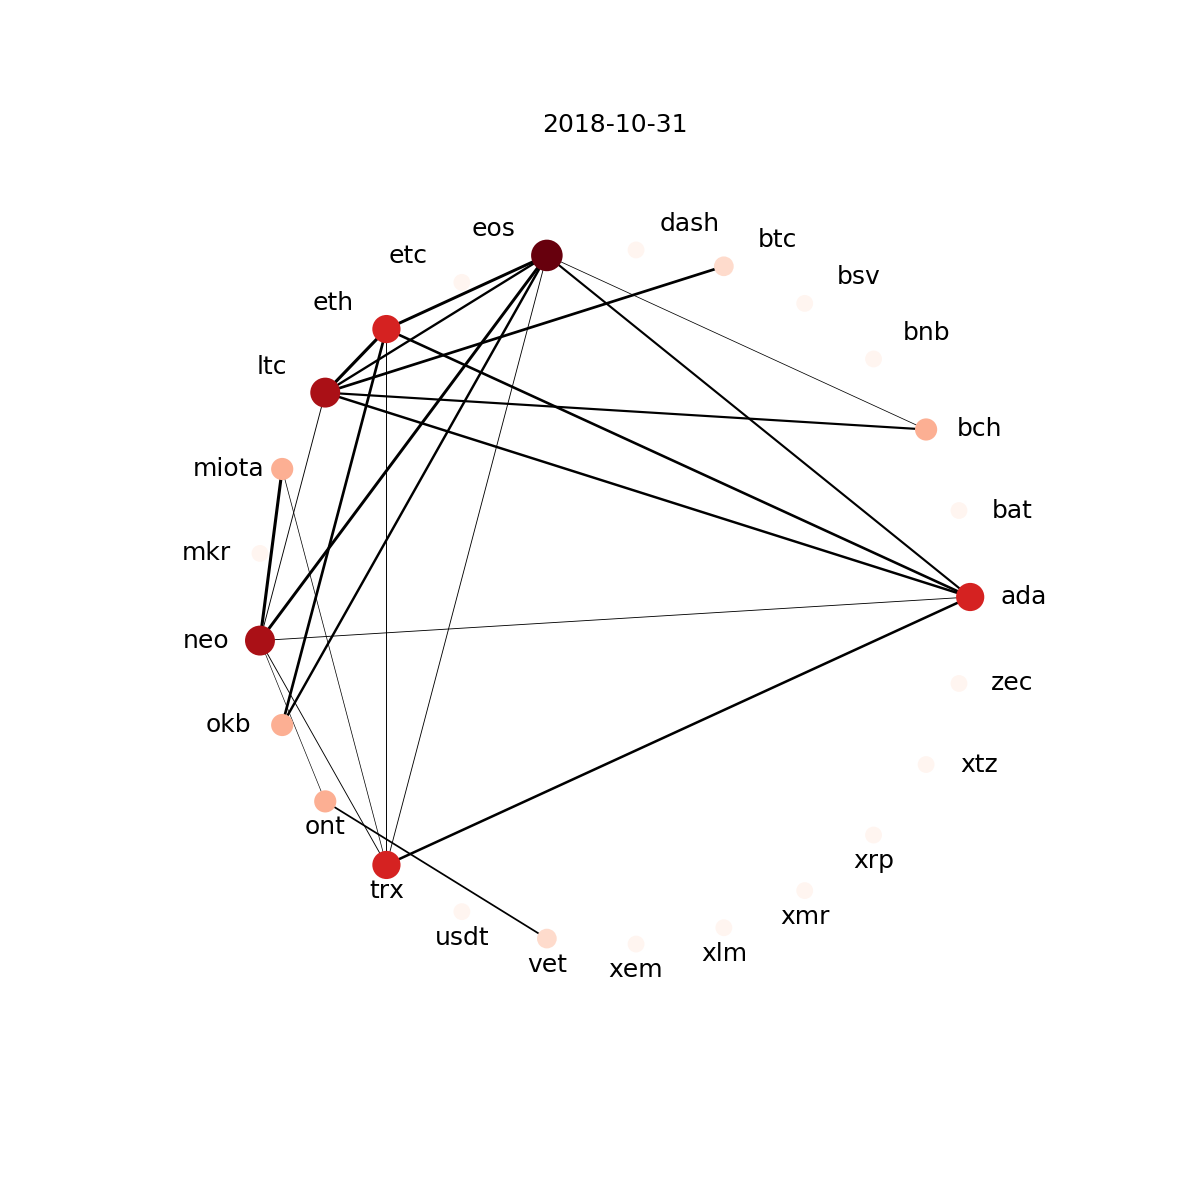 2018-10-31
dash
eos
btc
etc
bsv
eth
bnb
ltc
bch
miota
bat
mkr
ada
neo
zec
okb
xtz
ont
xrp
trx
xmr
usdt
xlm
vet
xem